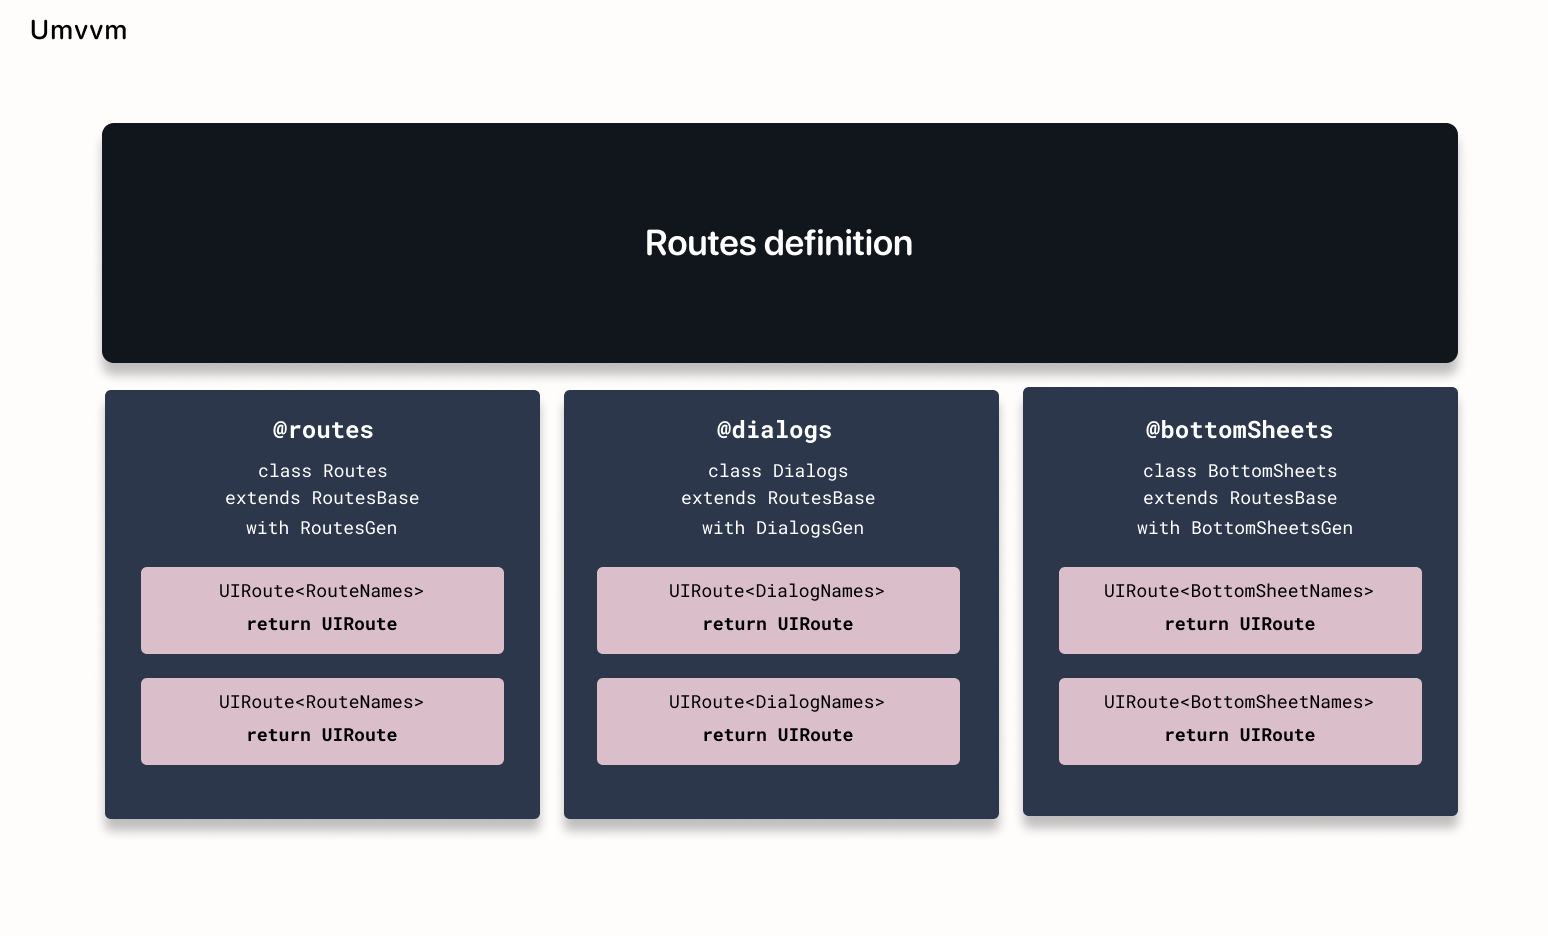 Umvvm
Routes definition
@routes
class Routes
extends RoutesBase
with RoutesGen
UIRoute<RouteNames>
return UIRoute
UIRoute<RouteNames>
return UIRoute
@dialogs
class Dialogs
extends RoutesBase
with DialogsGen
UIRoute<DialogNames>
return UIRoute
UIRoute<DialogNames>
return UIRoute
@bottomSheets
class BottomSheets
extends RoutesBase
with BottomSheetsGen
UIRoute<BottomSheetNames>
return UIRoute
UIRoute<BottomSheetNames>
return UIRoute